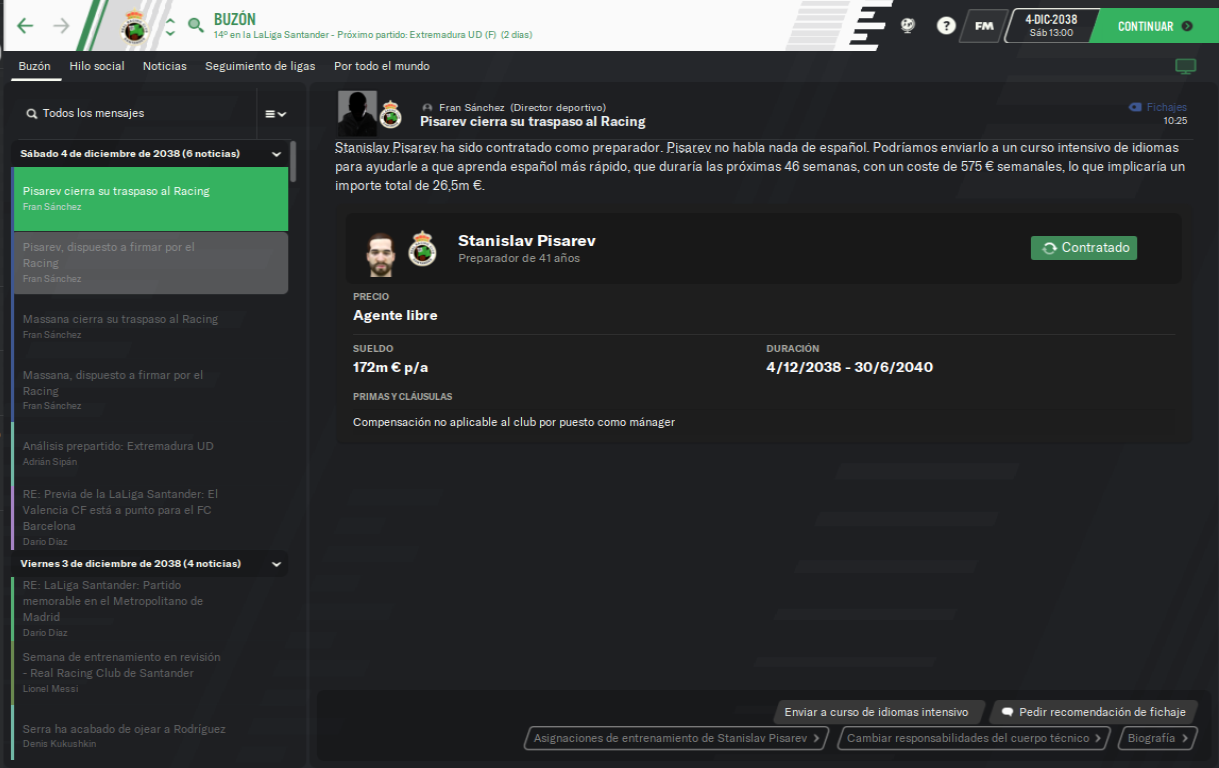 BUZÓN
14º en la LaLiga Santander - Próximo partido: Extremadura UD (F) (2 días)
?
FM
4-DIC-2038
Sáb 13:00
CONTINUAR
Buzón Hilo social Noticias Seguimiento de ligas Por todo el mundo
Todos los mensajes
Sábado 4 de diciembre de 2038 (6 noticias)
Pisarev cierra su traspaso al Racing
Fran Sánchez
Pisarev, dispuesto a firmar por el
Racing
Fran Sánchez
Massana cierra su traspaso al Racing
Fran Sánchez
Massana, dispuesto a firmar por el
Racing
Fran Sánchez
Análisis prepartido: Extremadura UD
Adrián Sipán
RE: Previa de la LaLiga Santander: El
Valencia CF está a punto para el FC
Barcelona
Darío Díaz
Viernes 3 de diciembre de 2038 (4 noticias)
RE: LaLiga Santander: Partido
memorable en el Metropolitano de
Madrid
Darío Díaz
Semana de entrenamiento en revisión
- Real Racing Club de Santander
Lionel Messi
Serra ha acabado de ojear a Rodríguez
Denis Kukushkin
Fran Sánchez (Director deportivo)
Pisarev cierra su traspaso al Racing
Fichajes
10:25
Stanislav Pisarev ha sido contratado como preparador. Pisarev no habla nada de español. Podríamos enviarlo a un curso intensivo de idiomas
para ayudarle a que aprenda español más rápido, que duraría las próximas 46 semanas, con un coste de 575 € semanales, lo que implicaría un
importe total de 26,5m €.
Stanislav Pisarev
Preparador de 41 años
Contratado
PRECIO
Agente libre
SUELDO
172m € p/a
DURACIÓN
4/12/2038 - 30/6/2040
PRIMAS Y CLÁUSULAS
Compensación no aplicable al club por puesto como mánager
Enviar a curso de idiomas intensivo
Pedir recomendación de fichaje
Asignaciones de entrenamiento de Stanislav Pisarev
Cambiar responsabilidades del cuerpo técnico
Biografía